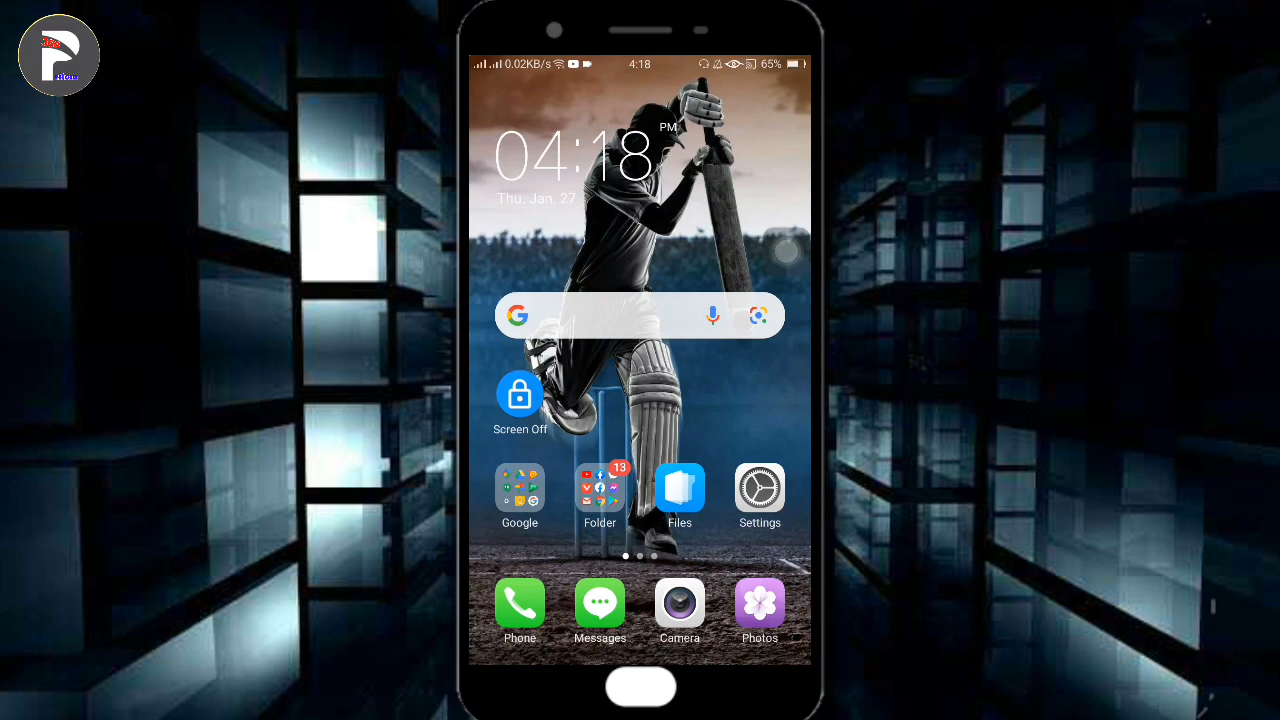 0.02KB/s
4:18
65%
04:18 PM
Thu. Jan. 27
Screen Off
13
Google
Folder
Files
Settings
Phone
Messages
Camera
Photos